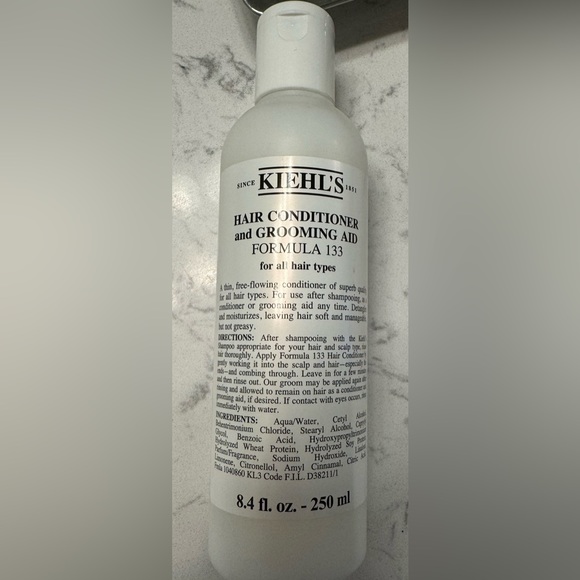 SINCE KIEHL'S 1851
HAIR CONDITIONER
and GROOMING AID
FORMULA 133
for all hair types
A thin, free-flowing conditioner of superb quality
for all hair types. For use after shampooing, as
conditioner or grooming aid any time. Detangles
and moisturizes, leaving hair soft and manageable
but not greasy.
DIRECTIONS: After shampooing with the Kiehl's
Shampoo appropriate for your hair and scalp type,
hair thoroughly. Apply Formula 133 Hair Conditioner
gently working it into the scalp and hair—especially
ends—and combing through. Leave in for a few
and then rinse out. Our groom may be applied again
rinsing and allowed to remain on hair as a conditioner
grooming aid, if desired. If contact with eyes occurs,
immediately with water.
INGREDIENTS: Aqua/Water, Cetyl
Behentrimonium Chloride, Stearyl Alcohol,
Glycol, Benzoic Acid,
Hydrolyzed Wheat Protein, Hydrolyzed Soy
Parfum/Fragrance, Sodium Hydroxide,
Limonene, Citronellol, Amyl Cinnamal, Citric
1040860 KL3 Code F.I.L. D38211/1
8.4 fl. oz. - 250 ml